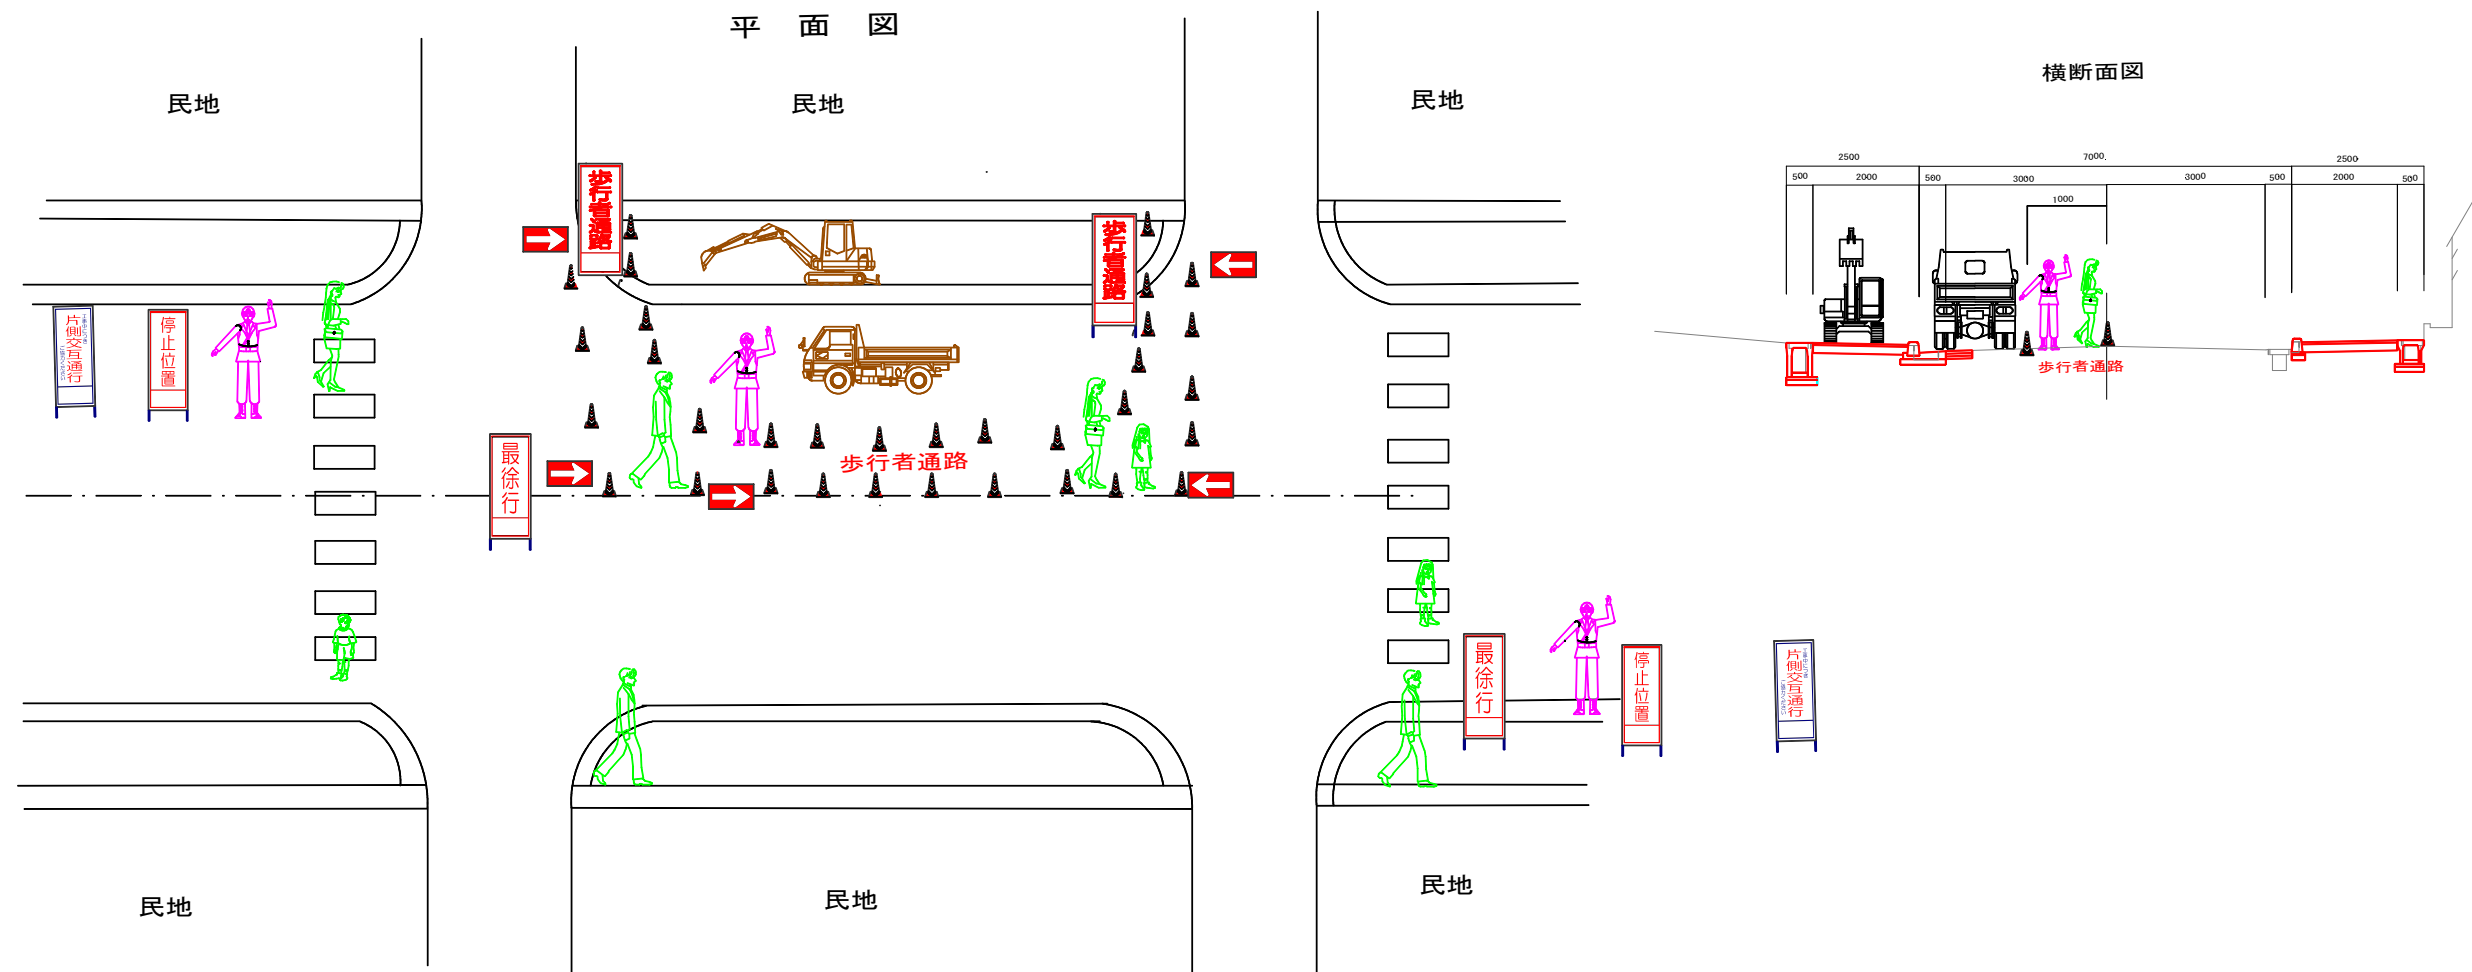 平面図
横断面図
民地
民地
民地
2500
7000.
2500
500
2000
500
3000
3000
500
2000
500
1000
歩行者通路
歩行者通路
片側交互通行
停止位置
最徐行
歩行者通路
歩行者通路
最徐行
停止位置
片側交互通行
民地
民地
民地